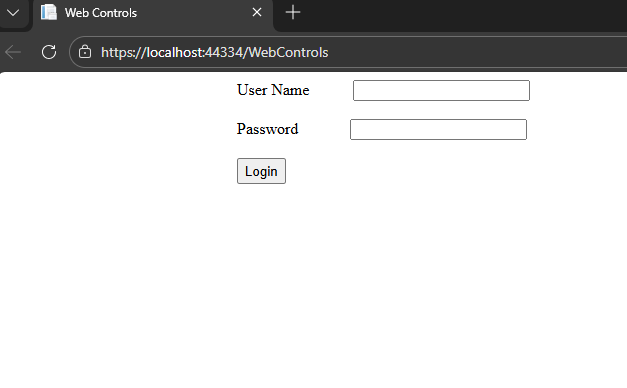 Web Controls
https://localhost:44334/WebControls
User Name
Password
Login